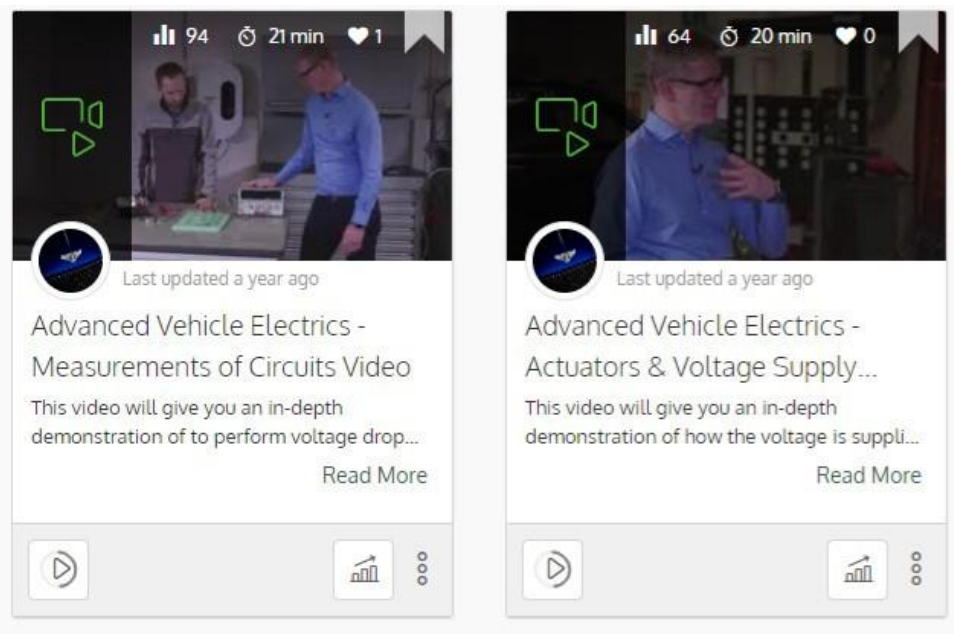 94 21 min 1
Last updated a year ago
Advanced Vehicle Electrics -
Measurements of Circuits Video
This video will give you an in-depth
demonstration of to perform voltage drop...
Read More
64 20 min 0
Last updated a year ago
Advanced Vehicle Electrics -
Actuators & Voltage Supply...
This video will give you an in-depth
demonstration of how the voltage is suppli...
Read More